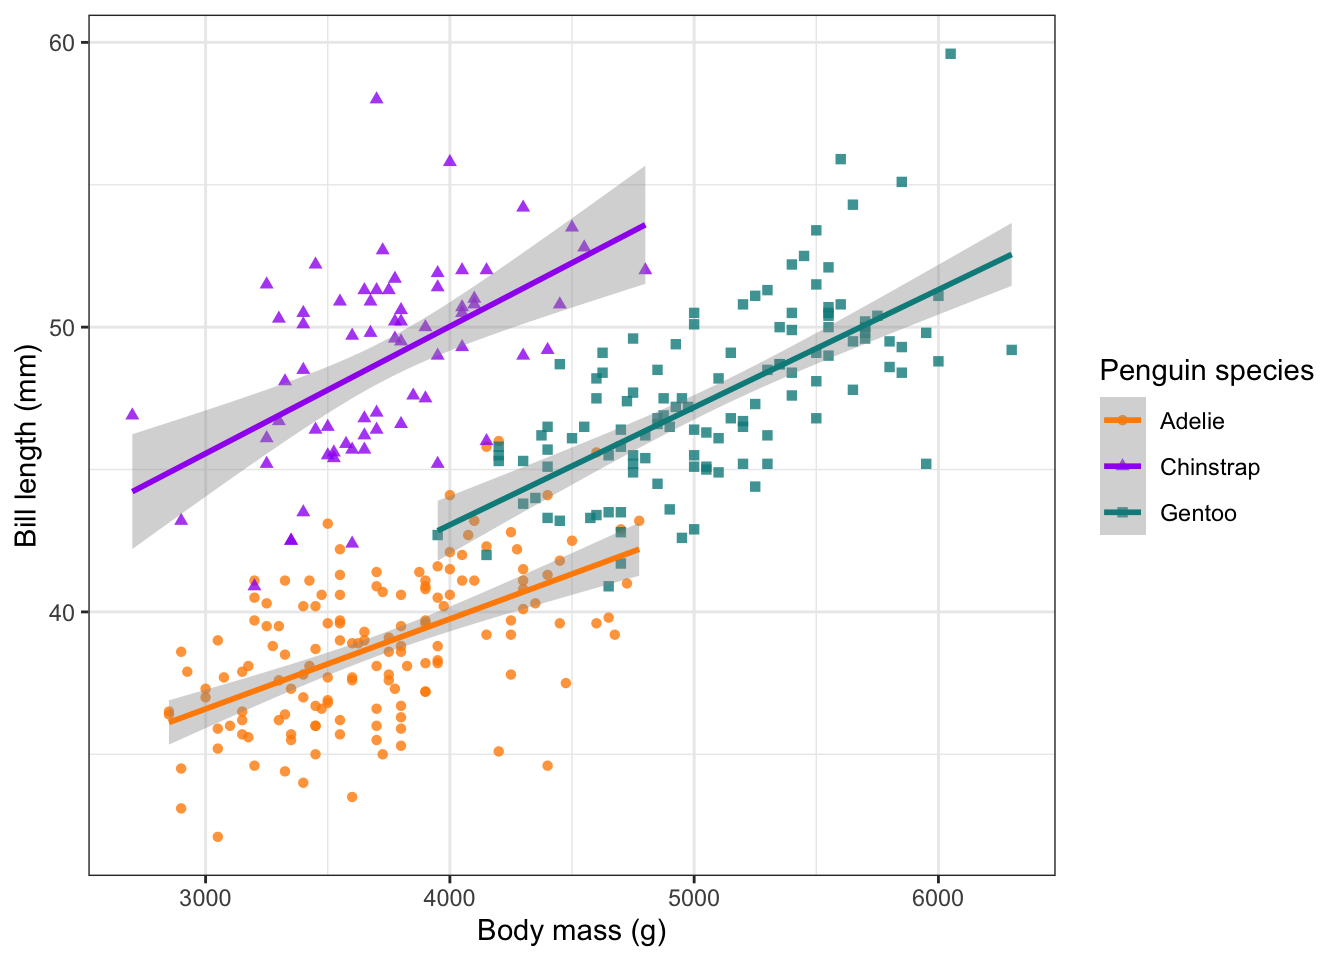 60
50
40
Bill length (mm)
3000 4000 5000 6000
Body mass (g)
Penguin species
Adelie
Chinstrap
Gentoo